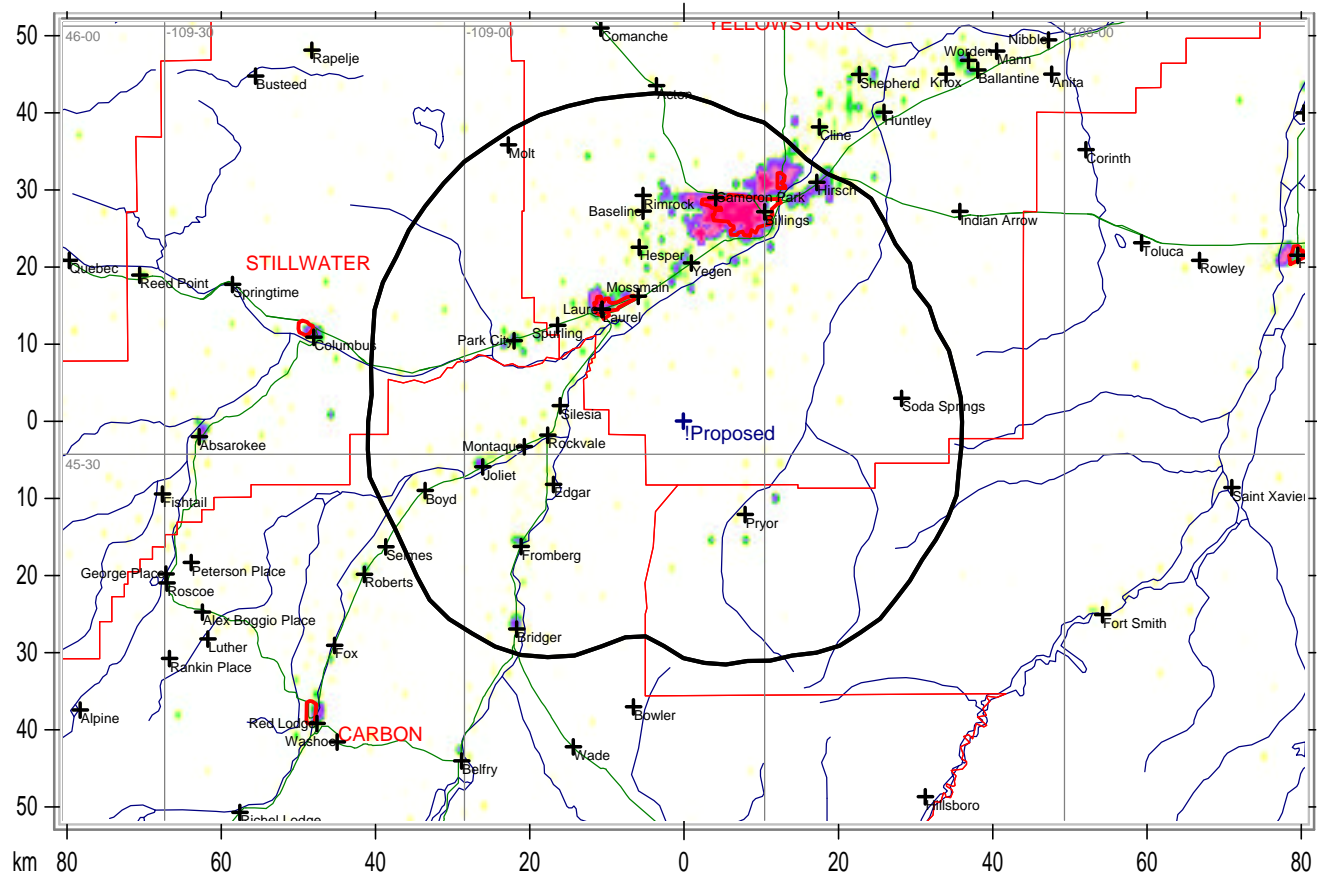 YELLOWSTONE
50
46-00
-109-30
-109-00
-108-00
Comanche
Nibble
Worden
Mann
Rapelje
Busteed
Shepherd
Knox
Ballantine
Anita
40
Acton
Huntley
Cline
Molt
Corinth
30
Rimrock
Cameron Park
Hirsch
Baseline
Billings
Indian Arrow
Hesper
Toluca
20
Quebec
STILLWATER
Yegen
Rowley
Reed Point
Springtime
Mossmain
Laurel
Laurel
10
Columbus
Park City
Spurling
0
Silesia
Soda Springs
!Proposed
Absarokee
Montaqua
Rockvale
45-30
Joliet
10
Fishtail
Boyd
Edgar
Saint Xavier
Pryor
Selmes
Fromberg
20
George Place
Peterson Place
Roscoe
Roberts
Alex Boggio Place
Fort Smith
30
Luther
Fox
Bridger
Rankin Place
40
Alpine
Red Lodge
Bowler
Washoe
CARBON
Belfry
Wade
50
Richel Lodge
Hillsboro
km
80
60
40
20
0
20
40
60
80